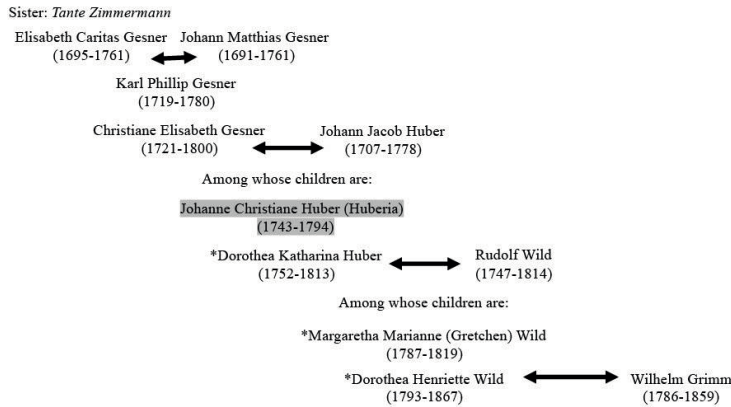 Sister: Tante Zimmermann
Elisabeth Caritas Gesner Johann Matthias Gesner
(1695-1761) (1691-1761)
Karl Phillip Gesner
(1719-1780)
Christiane Elisabeth Gesner Johann Jacob Huber
(1721-1800) (1707-1778)
Among whose children are:
Johanne Christiane Huber (Huberia)
(1743-1794)
*Dorothea Katharina Huber Rudolf Wild
(1752-1813) (1747-1814)
Among whose children are:
*Margaretha Marianne (Gretchen) Wild
(1787-1819)
*Dorothea Henriette Wild Wilhelm Grimm
(1793-1867) (1786-1859)